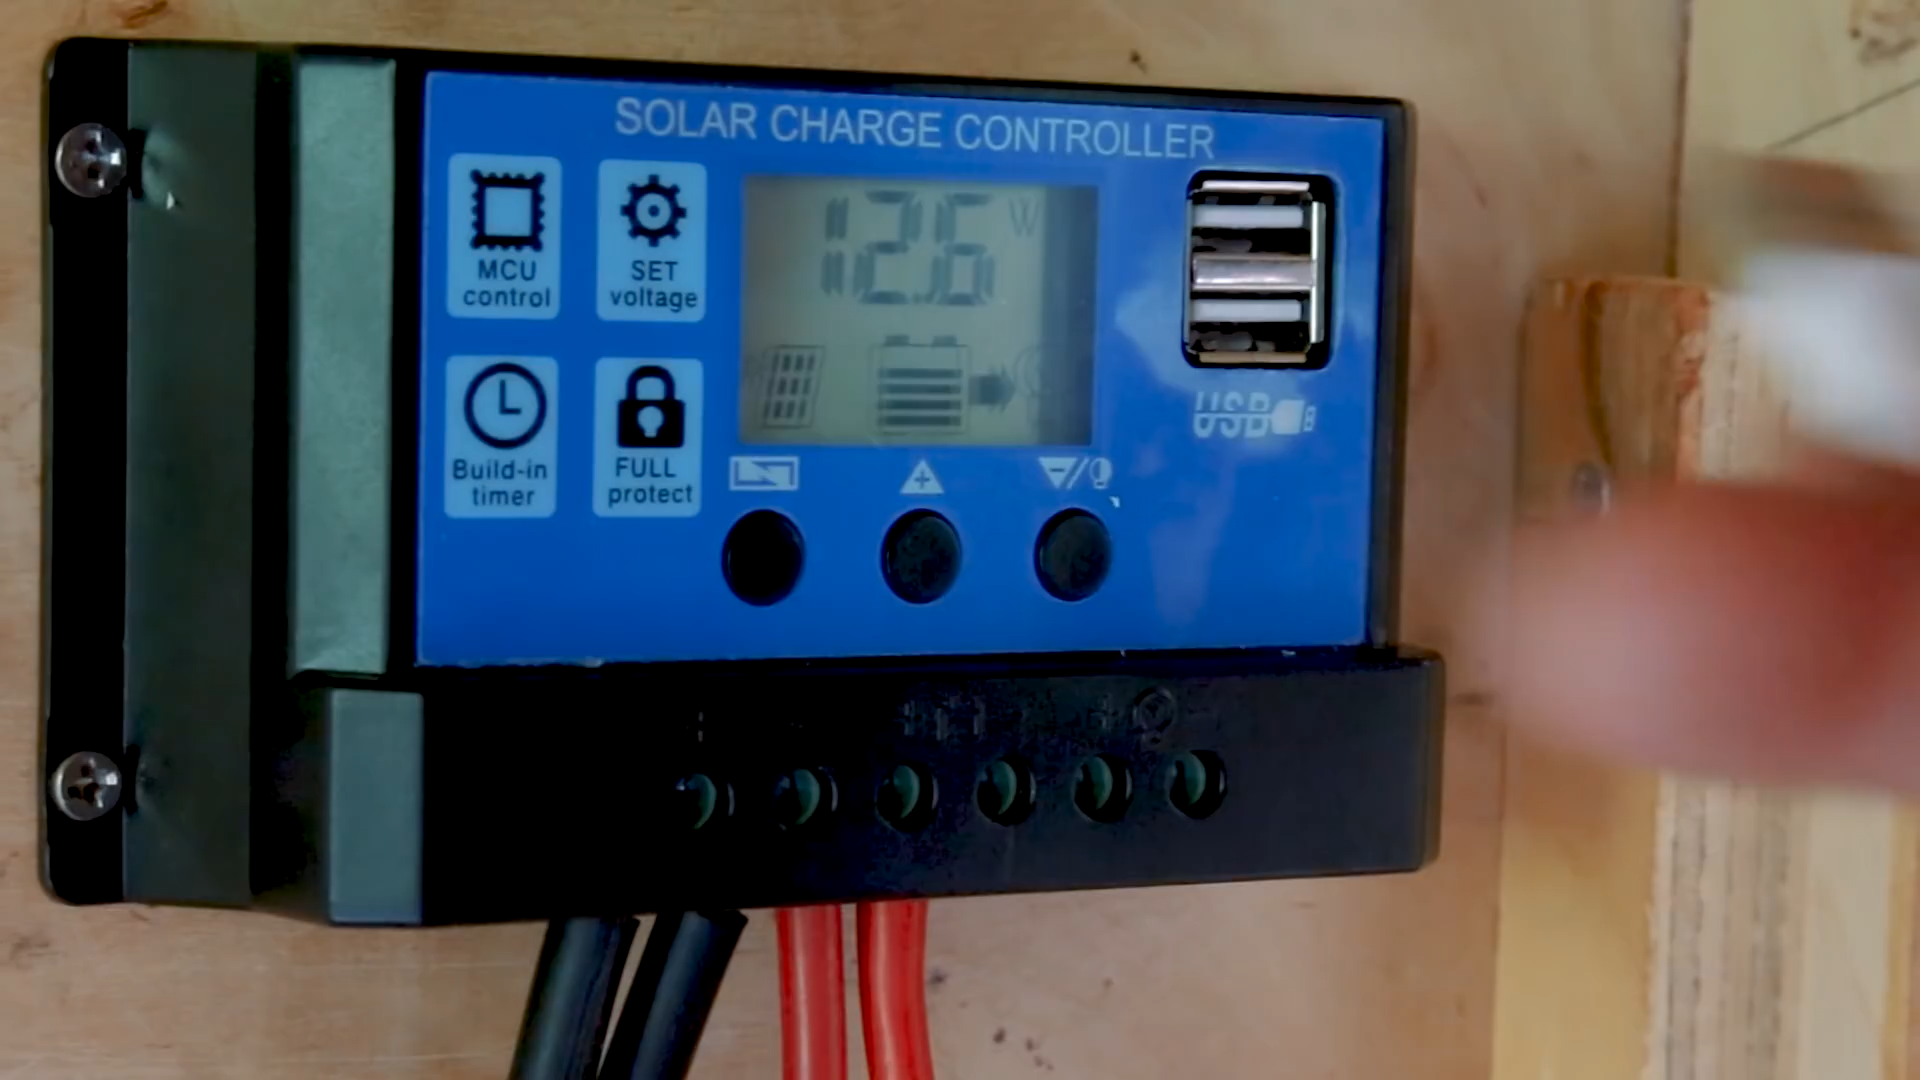 SOLAR CHARGE CONTROLLER
MCU
control
SET
voltage
12.6
Build-in
timer
FULL
protect
USB